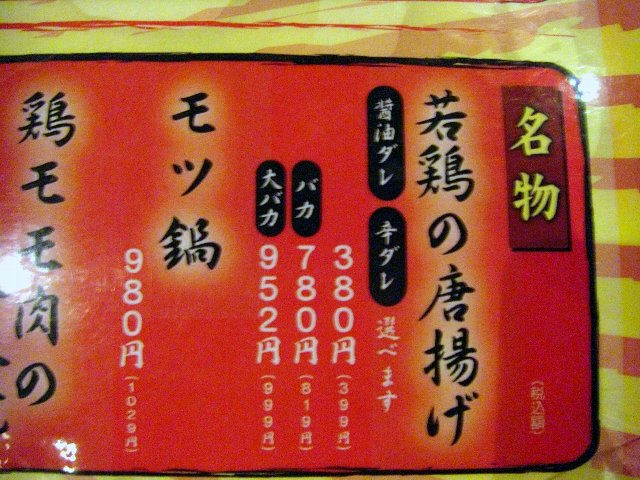 名物
(税込額)
若鶏の唐揚げ
醤油ダレ 辛ダレ 選べます
380円(399円)
バカ 780円(819円)
大バカ 952円(999円)
モツ鍋
980円(1029円)
鶏モモ肉の